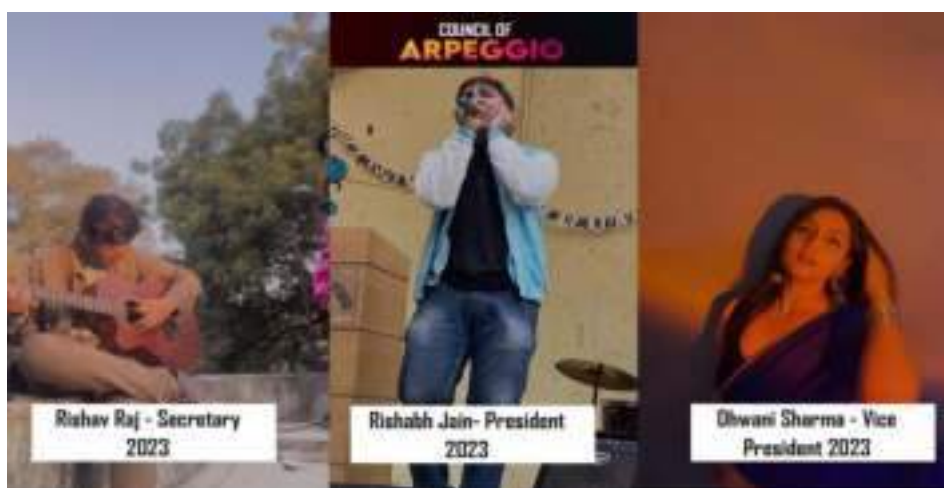 COUNCIL OF
ARPEGGIO
Rishav Raj - Secretary
2023
Rishabh Jain- President
2023
Dhwani Sharma - Vice
President 2023